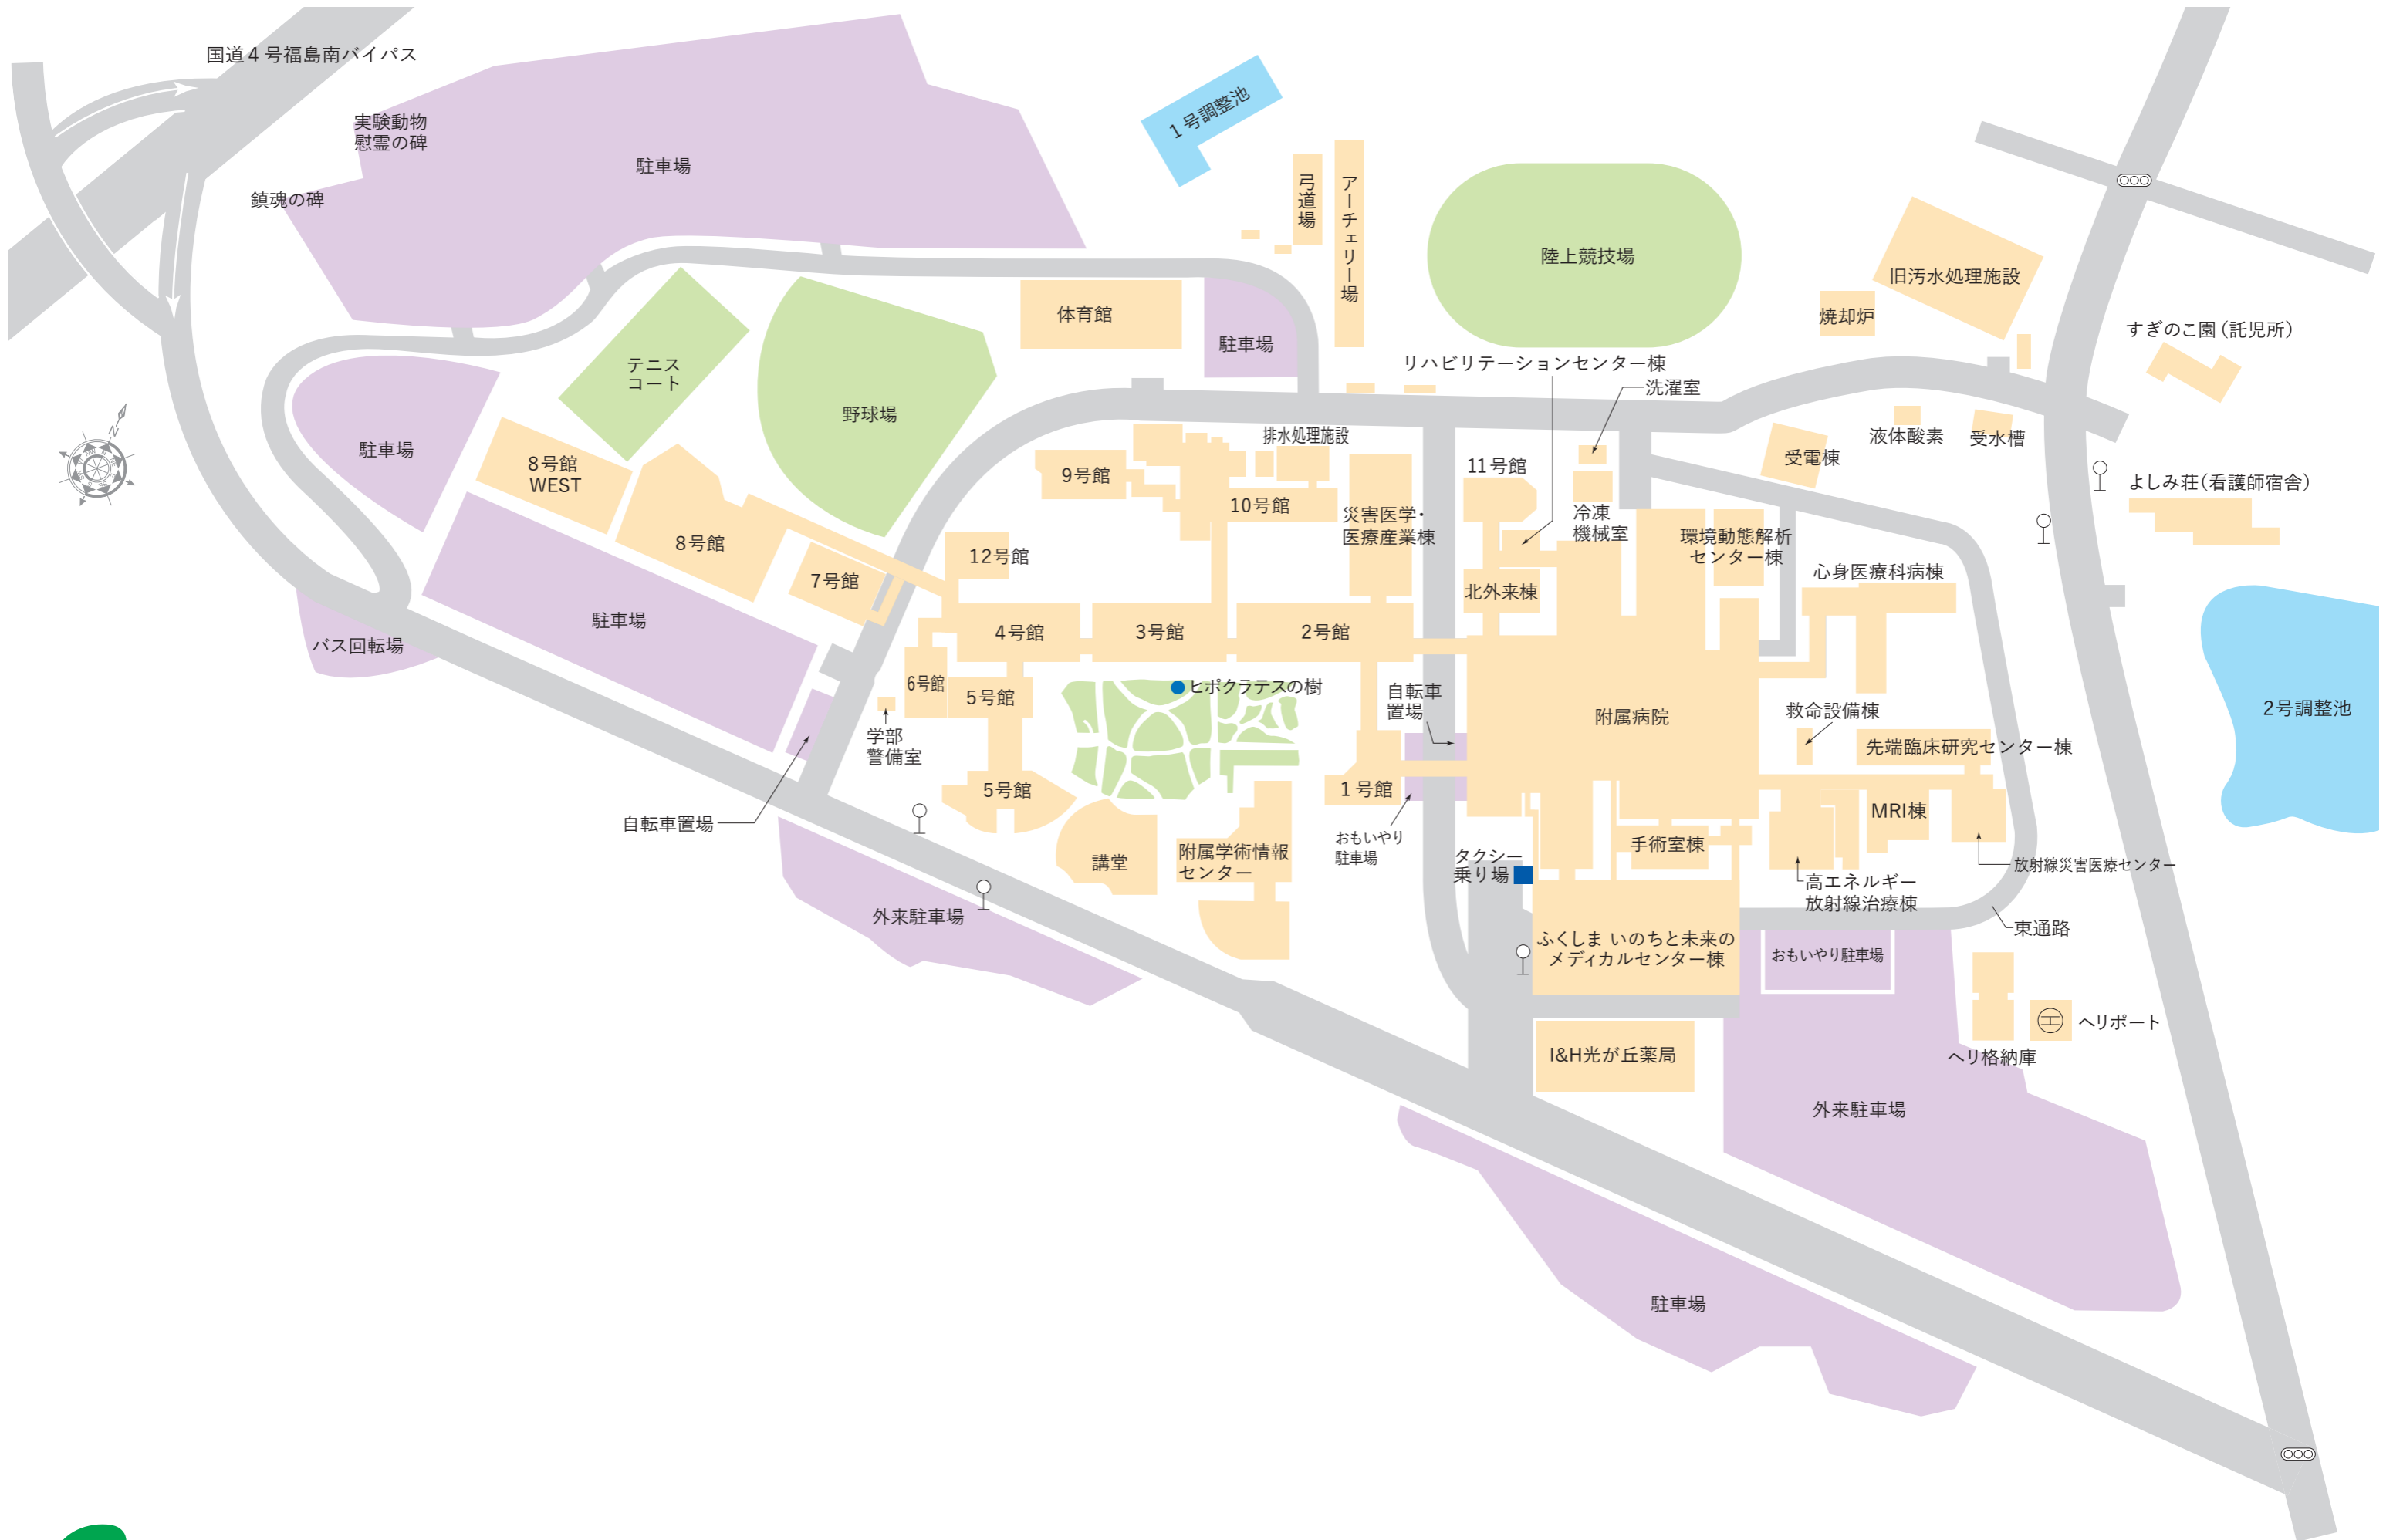 国道4号福島南バイパス
実験動物
慰霊の碑
鎮魂の碑
駐車場
1号調整池
弓道場
アーチェリー場
陸上競技場
旧汚水処理施設
焼却炉
すぎのこ園（託児所）
体育館
駐車場
テニス
コート
野球場
リハビリテーションセンター棟
洗濯室
N
駐車場
8号館
WEST
8号館
7号館
9号館
排水処理施設
10号館
災害医学・
医療産業棟
11号館
冷凍
機械室
受電棟
液体酸素
受水槽
よしみ荘（看護師宿舎）
環境動態解析
センター棟
心身医療科病棟
12号館
北外来棟
駐車場
バス回転場
4号館
3号館
2号館
6号館
5号館
ヒポクラテスの樹
自転車
置場
附属病院
救命設備棟
先端臨床研究センター棟
2号調整池
学部
警備室
5号館
1号館
自転車置場
おもいやり
駐車場
MRI棟
手術室棟
講堂
附属学術情報
センター
タクシー
乗り場
高エネルギー
放射線治療棟
放射線災害医療センター
東通路
外来駐車場
ふくしま いのちと未来の
メディカルセンター棟
おもいやり駐車場
ヘリポート
ヘリ格納庫
I&H光が丘薬局
外来駐車場
駐車場